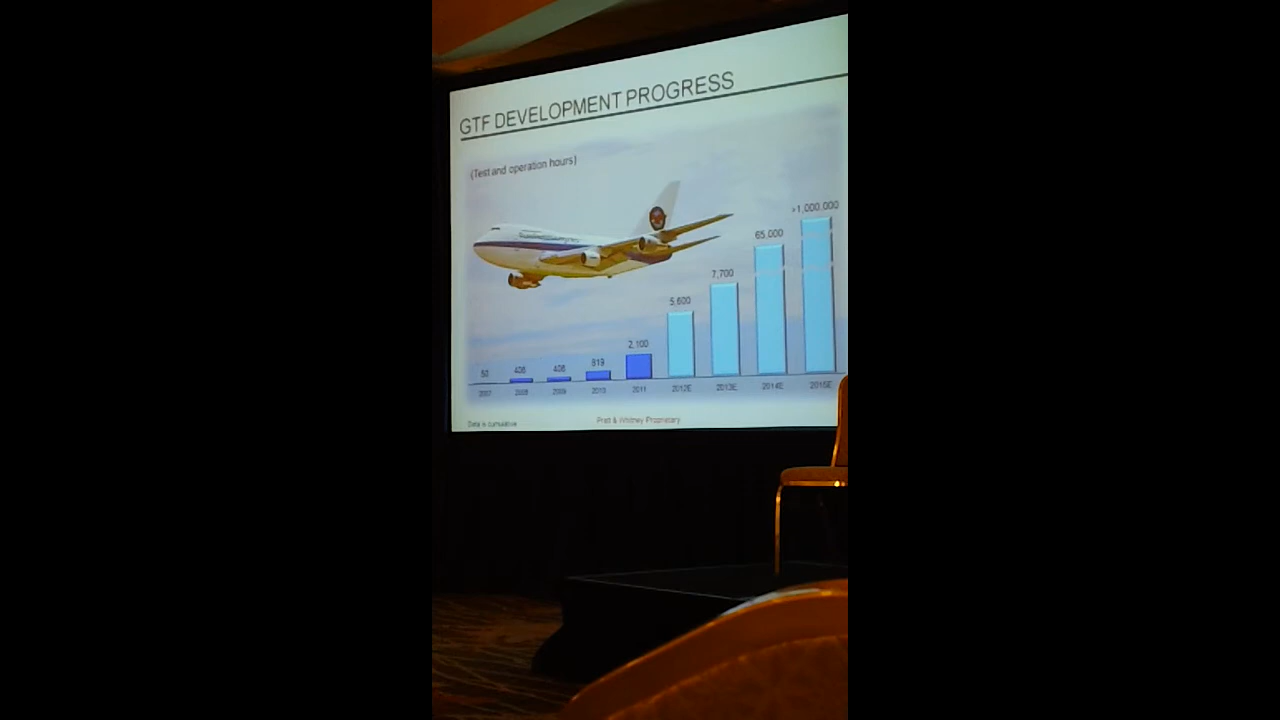 GTF DEVELOPMENT PROGRESS
(Test and operation hours)
>1,000,000
65,000
7,700
5,600
2,100
819
408
408
50
2007 2008 2009 2010 2011 2012E 2013E 2014E 2015E
Data is cumulative
Pratt & Whitney Proprietary